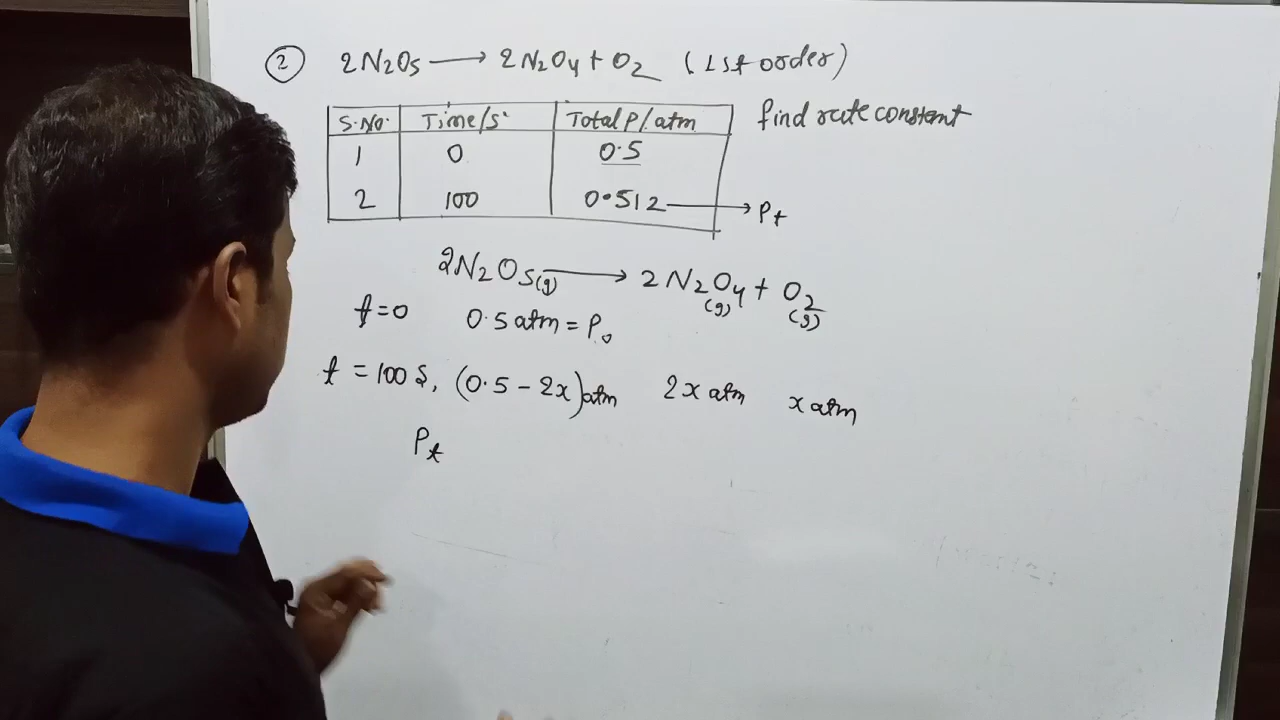 ② 2N₂O₅ ⟶ 2N₂O₄ + O₂ (1st order)
find rate constant
S.No. Time/s Total P/atm
1 0 0.5
2 100 0.512 ⟶ Pt
2N₂O₅(g) ⟶ 2N₂O₄(g) + O₂(g)
t=0 0.5 atm = P₀
t = 100 S, (0.5 - 2x)atm 2x atm x atm
Pt